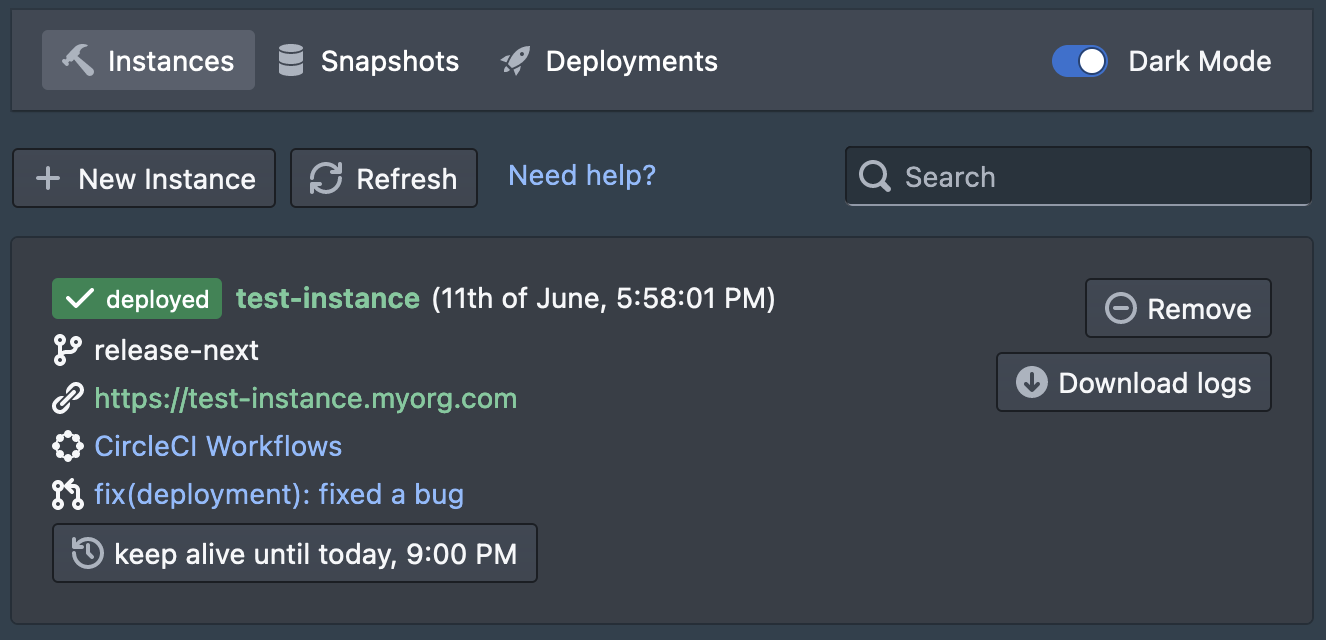 Instances Snapshots Deployments Dark Mode
New Instance Refresh Need help? Search
deployed test-instance (11th of June, 5:58:01 PM)
Remove
release-next
Download logs
https://test-instance.myorg.com
CircleCI Workflows
fix(deployment): fixed a bug
keep alive until today, 9:00 PM